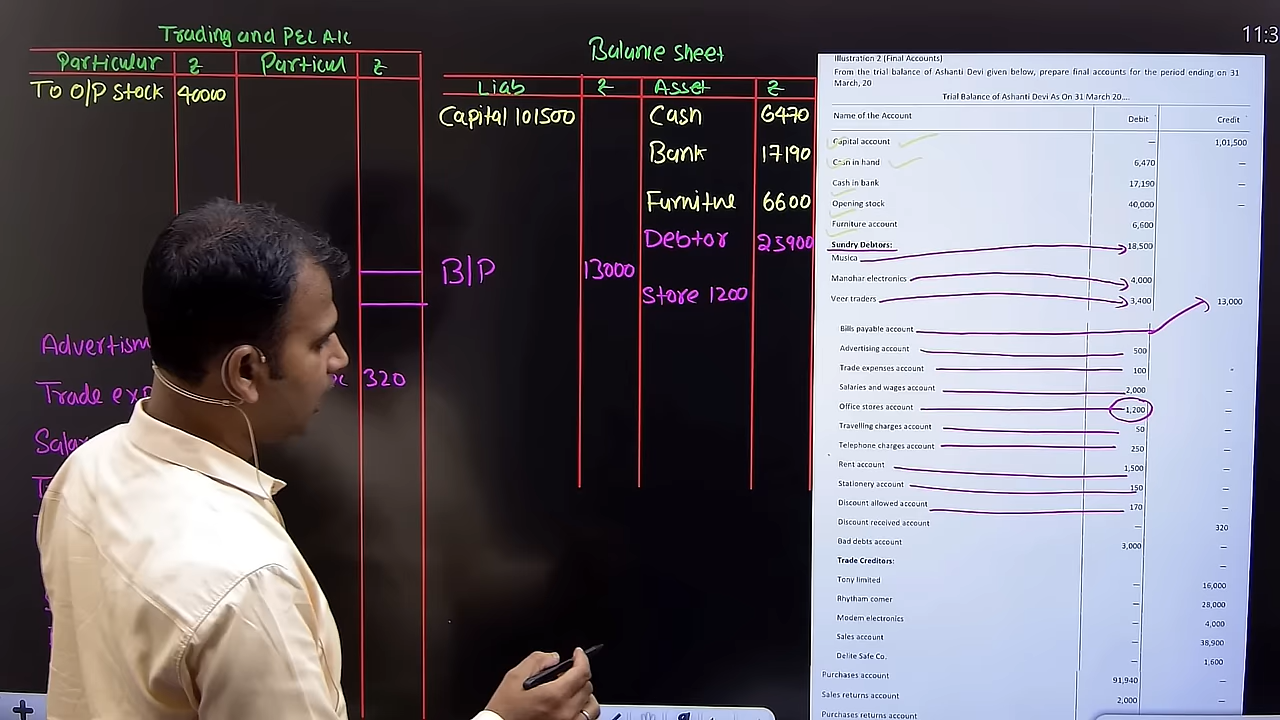 Trading and P&L A/c
Particular ₹ Particul ₹
To O/P Stock 40000
Advertism
Trade exp 320
Salar
Balance sheet
Liab ₹ Asset ₹
Capital 101500 Cash 6470
Bank 17190
Furnitue 6600
Debtor 25900
B/P 13000
Store 1200
11:3
Illustration 2 (Final Accounts)
From the trial balance of Ashanti Devi given below, prepare final accounts for the period ending on 31
March, 20
Trial Balance of Ashanti Devi As On 31 March 20....
Name of the Account Debit Credit
Capital account 1,01,500
Cash in hand 6,470 –
Cash in bank 17,190 –
Opening stock 40,000 –
Furniture account 6,600
Sundry Debtors: 18,500
Musica
Manohar electronics 4,000
Veer traders 3,400 13,000
Bills payable account
Advertising account 500
Trade expenses account 100
Salaries and wages account 2,000 –
Office stores account 1,200 –
Travelling charges account 50 –
Telephone charges account 250 –
Rent account 1,500 –
Stationery account 150 –
Discount allowed account 170 –
Discount received account – 320
Bad debts account 3,000 –
Trade Creditors: –
Tony limited – 16,000
Rhytham corner – 28,000
Modern electronics – 4,000
Sales account – 38,900
Delite Safe Co. – 1,600
Purchases account 91,940 –
Sales returns account 2,000 –
Purchases returns account